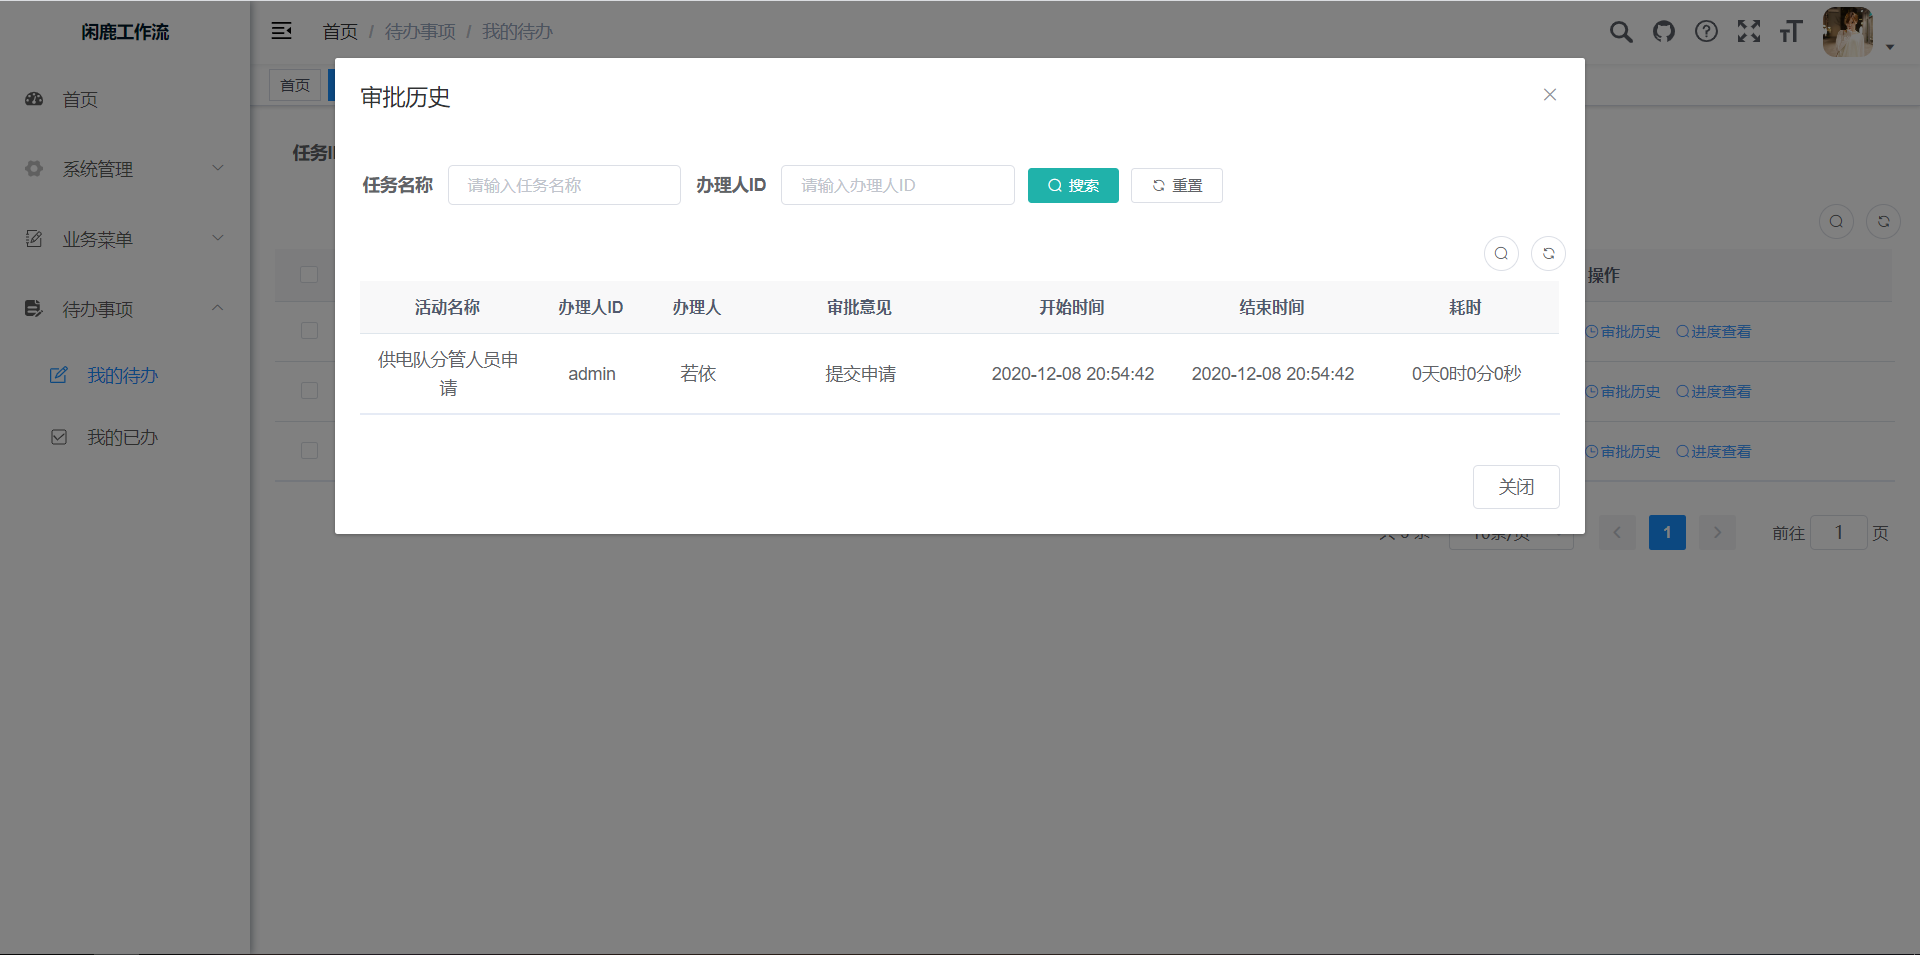 闲鹿工作流
首页 / 待办事项 / 我的待办
首页
系统管理
业务菜单
待办事项
我的待办
我的已办
首页
任务I
操作
审批历史 进度查看
审批历史 进度查看
审批历史 进度查看
1
前往 1 页
审批历史
任务名称 请输入任务名称 办理人ID 请输入办理人ID 搜索 重置
活动名称 办理人ID 办理人 审批意见 开始时间 结束时间 耗时
供电队分管人员申
请 admin 若依 提交申请 2020-12-08 20:54:42 2020-12-08 20:54:42 0天0时0分0秒
关闭